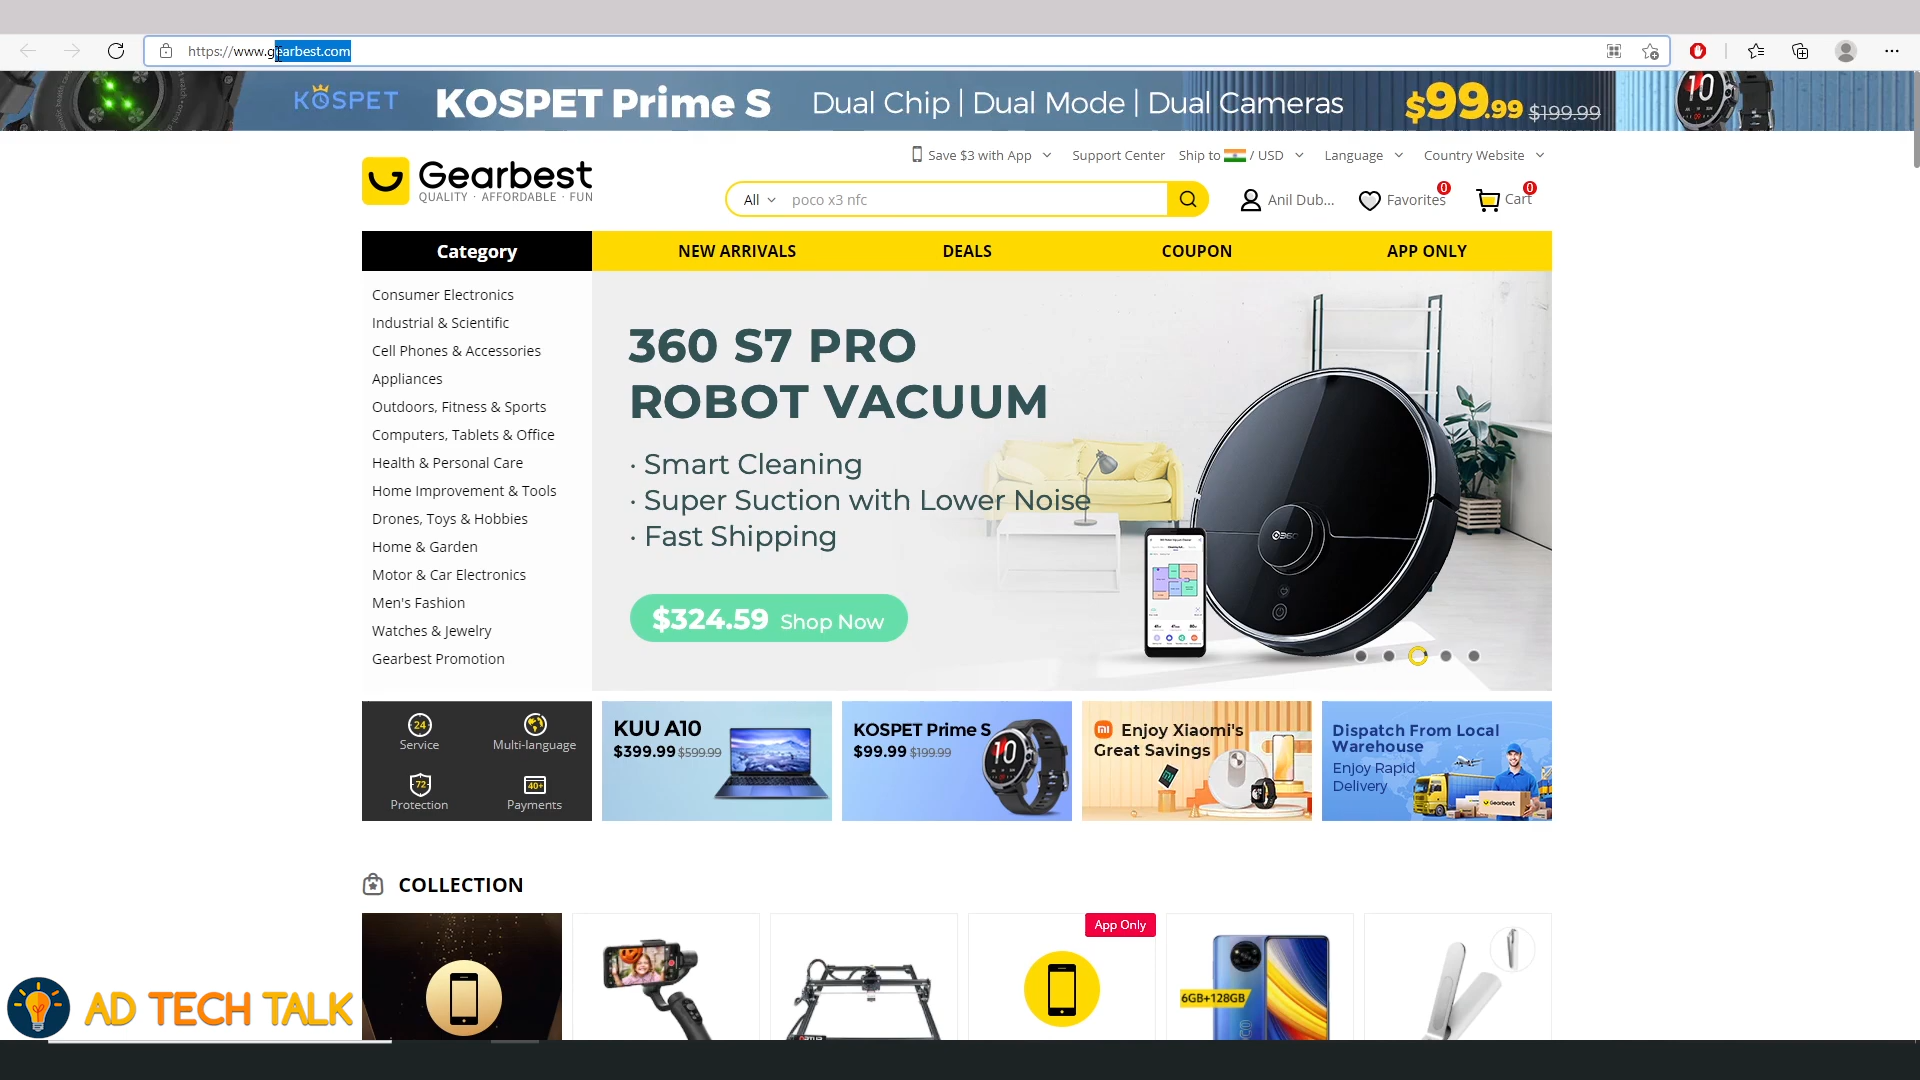 https://www.gearbest.com
KOSPET
KOSPET Prime S
Dual Chip | Dual Mode | Dual Cameras
$99.99 $199.99
10
Save $3 with App
Support Center
Ship to / USD
Language
Country Website
Gearbest
QUALITY · AFFORDABLE · FUN
All
poco x3 nfc
Anil Dub...
Favorites
0
Cart
0
Category
NEW ARRIVALS
DEALS
COUPON
APP ONLY
Consumer Electronics
Industrial & Scientific
Cell Phones & Accessories
Appliances
Outdoors, Fitness & Sports
Computers, Tablets & Office
Health & Personal Care
Home Improvement & Tools
Drones, Toys & Hobbies
Home & Garden
Motor & Car Electronics
Men's Fashion
Watches & Jewelry
Gearbest Promotion
360 S7 PRO
ROBOT VACUUM
· Smart Cleaning
· Super Suction with Lower Noise
· Fast Shipping
$324.59 Shop Now
360
24
Service
Multi-language
72
Protection
40+
Payments
KUU A10
$399.99 $599.99
KOSPET Prime S
$99.99 $199.99
10
Enjoy Xiaomi's
Great Savings
Dispatch From Local
Warehouse
Enjoy Rapid
Delivery
Gearbest
COLLECTION
App Only
6GB+128GB
AD TECH TALK